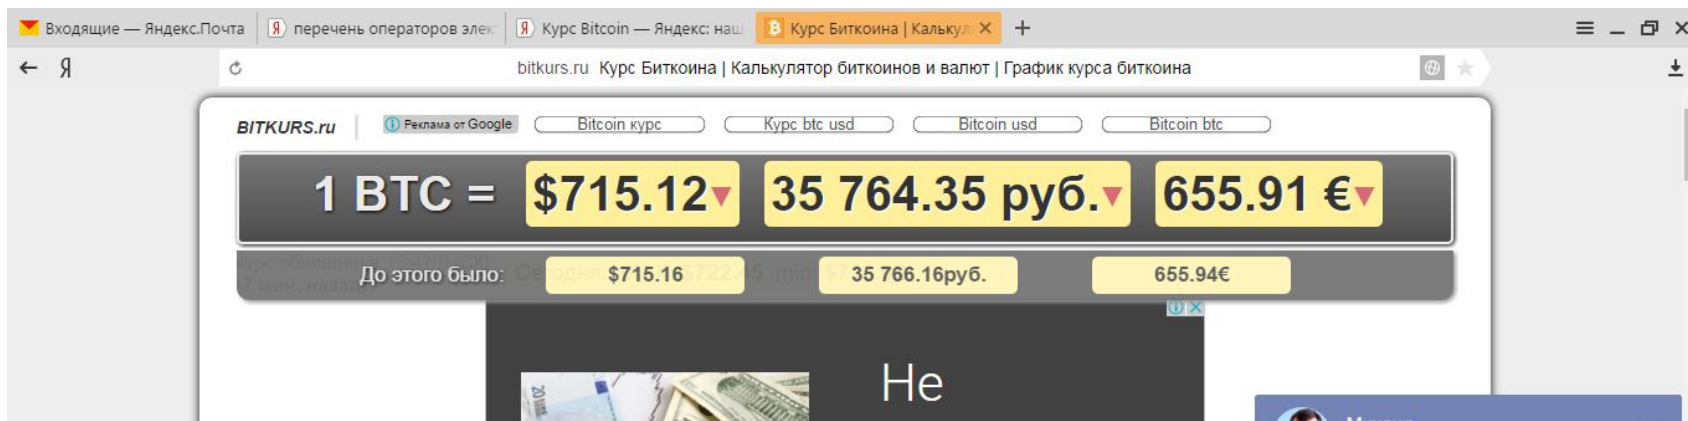 Входящие — Яндекс.Почта
перечень операторов элек
Курс Bitcoin — Яндекс: наш
Курс Биткоина | Калькул
bitkurs.ru Курс Биткоина | Калькулятор биткоинов и валют | График курса биткоина
BITKURS.ru
Реклама от Google
Bitcoin курс
Курс btc usd
Bitcoin usd
Bitcoin btc
1 BTC = $715.12 35 764.35 руб. 655.91 €
До этого было: $715.16 35 766.16руб. 655.94€
Не